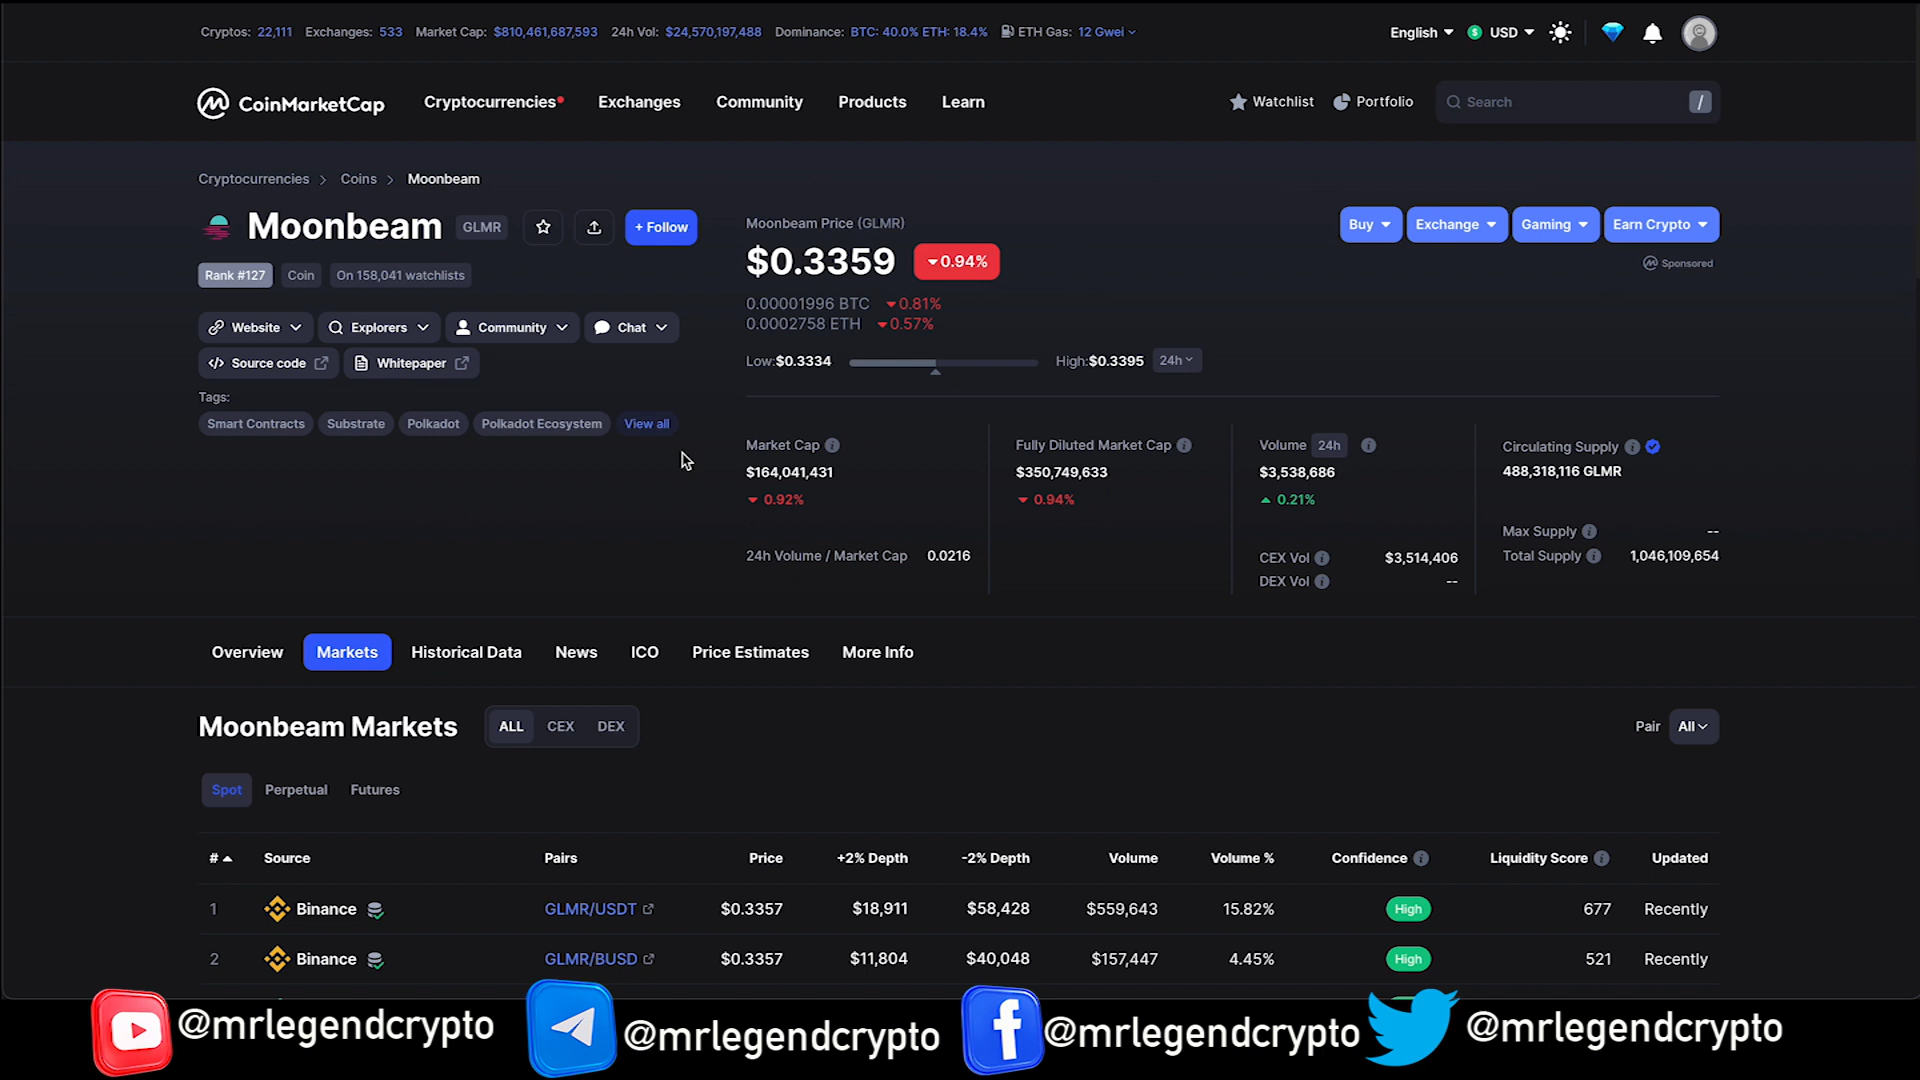 Cryptos: 22,111 Exchanges: 533 Market Cap: $810,461,687,593 24h Vol: $24,570,197,488 Dominance: BTC: 40.0% ETH: 18.4% ETH Gas: 12 Gwei English USD
CoinMarketCap Cryptocurrencies Exchanges Community Products Learn Watchlist Portfolio Search /
Cryptocurrencies > Coins > Moonbeam
Moonbeam GLMR + Follow
Rank #127 Coin On 158,041 watchlists
Website Explorers Community Chat
Source code Whitepaper
Tags:
Smart Contracts Substrate Polkadot Polkadot Ecosystem View all
Moonbeam Price (GLMR)
$0.3359 0.94%
0.00001996 BTC 0.81%
0.0002758 ETH 0.57%
Low:$0.3334 High:$0.3395 24h
Buy Exchange Gaming Earn Crypto
Sponsored
Market Cap
$164,041,431
0.92%
24h Volume / Market Cap 0.0216
Fully Diluted Market Cap
$350,749,633
0.94%
Volume 24h
$3,538,686
0.21%
CEX Vol $3,514,406
DEX Vol --
Circulating Supply
488,318,116 GLMR
Max Supply --
Total Supply 1,046,109,654
Overview Markets Historical Data News ICO Price Estimates More Info
Moonbeam Markets ALL CEX DEX Pair All
Spot Perpetual Futures
# Source Pairs Price +2% Depth -2% Depth Volume Volume % Confidence Liquidity Score Updated
1 Binance GLMR/USDT $0.3357 $18,911 $58,428 $559,643 15.82% High 677 Recently
2 Binance GLMR/BUSD $0.3357 $11,804 $40,048 $157,447 4.45% High 521 Recently
@mrlegendcrypto @mrlegendcrypto @mrlegendcrypto @mrlegendcrypto